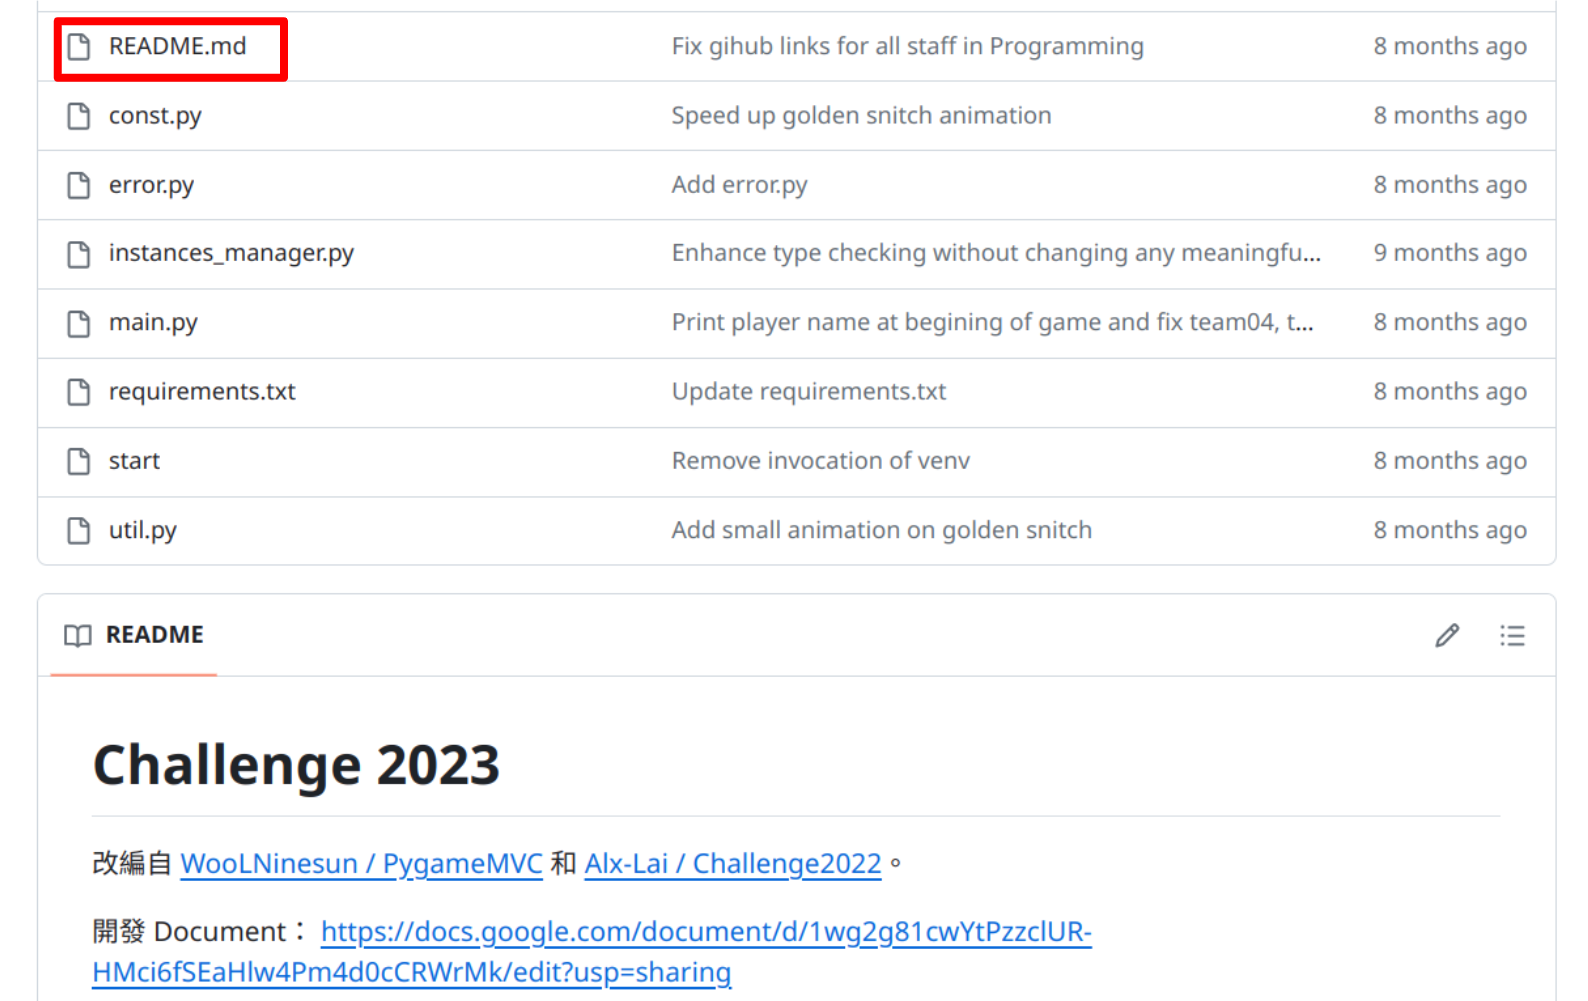 README.md Fix gihub links for all staff in Programming 8 months ago
const.py Speed up golden snitch animation 8 months ago
error.py Add error.py 8 months ago
instances_manager.py Enhance type checking without changing any meaningfu... 9 months ago
main.py Print player name at begining of game and fix team04, t... 8 months ago
requirements.txt Update requirements.txt 8 months ago
start Remove invocation of venv 8 months ago
util.py Add small animation on golden snitch 8 months ago
README
Challenge 2023
改編自 WooLNinesun / PygameMVC 和 Alx-Lai / Challenge2022。
開發 Document： https://docs.google.com/document/d/1wg2g81cwYtPzzclUR-
HMci6fSEaHlw4Pm4d0cCRWrMk/edit?usp=sharing